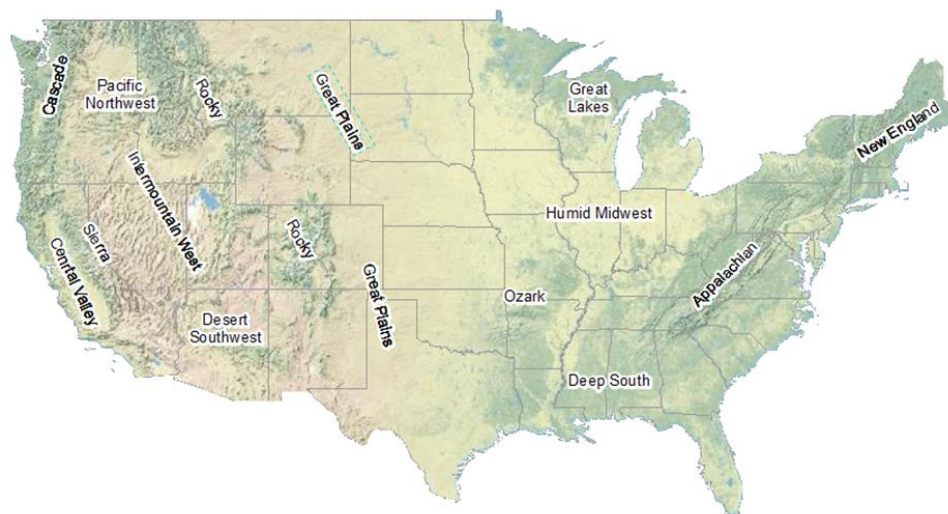 Cascade
Pacific
Northwest
Rocky
Great Plains
Great
Lakes
New England
Intermountain West
Humid Midwest
Sierra
Rocky
Cenrtal Valley
Appalachian
Great Plains
Ozark
Desert
Southwest
Deep South